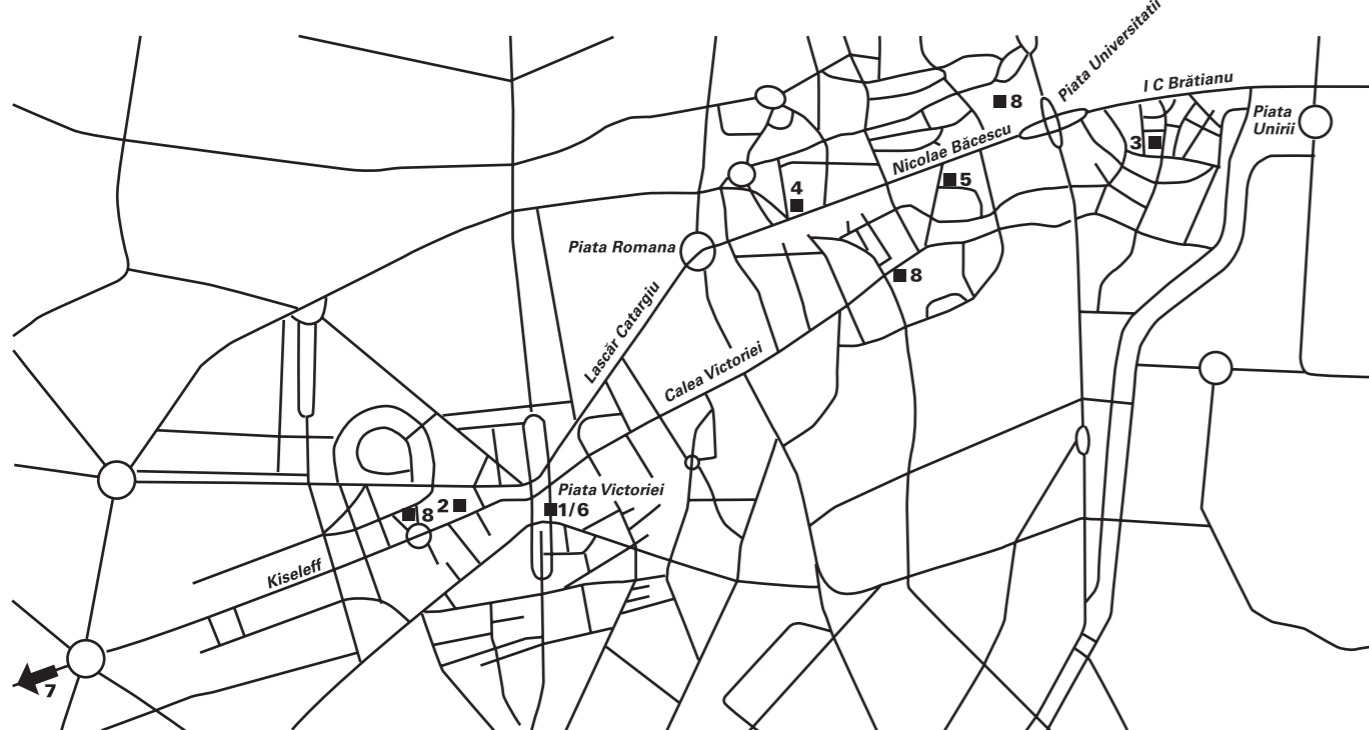 Piata Universitatii
I C Brătianu
8
Piata
Unirii
3
Nicolae Băcescu
5
4
Piata Romana
8
Lascăr Catargiu
Calea Victoriei
Piata Victoriei
2
8
1/6
Kiseleff
7